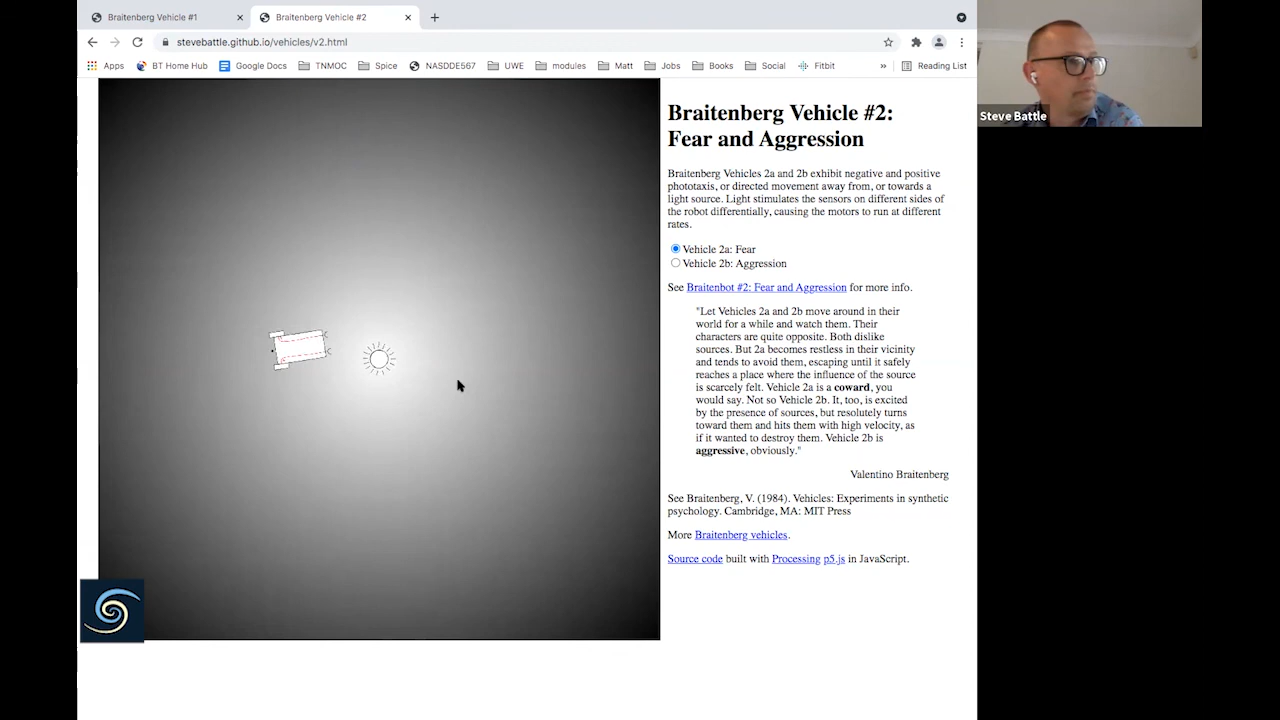 Braitenberg Vehicle #1
Braitenberg Vehicle #2
stevebattle.github.io/vehicles/v2.html
Apps BT Home Hub Google Docs TNMOC Spice NASDDE567 UWE modules Matt Jobs Books Social Fitbit » Reading List
Steve Battle
Braitenberg Vehicle #2:
Fear and Aggression
Braitenberg Vehicles 2a and 2b exhibit negative and positive
phototaxis, or directed movement away from, or towards a
light source. Light stimulates the sensors on different sides of
the robot differentially, causing the motors to run at different
rates.
Vehicle 2a: Fear
Vehicle 2b: Aggression
See Braitenbot #2: Fear and Aggression for more info.
"Let Vehicles 2a and 2b move around in their
world for a while and watch them. Their
characters are quite opposite. Both dislike
sources. But 2a becomes restless in their vicinity
and tends to avoid them, escaping until it safely
reaches a place where the influence of the source
is scarcely felt. Vehicle 2a is a coward, you
would say. Not so Vehicle 2b. It, too, is excited
by the presence of sources, but resolutely turns
toward them and hits them with high velocity, as
if it wanted to destroy them. Vehicle 2b is
aggressive, obviously."
Valentino Braitenberg
See Braitenberg, V. (1984). Vehicles: Experiments in synthetic
psychology. Cambridge, MA: MIT Press
More Braitenberg vehicles.
Source code built with Processing p5.js in JavaScript.